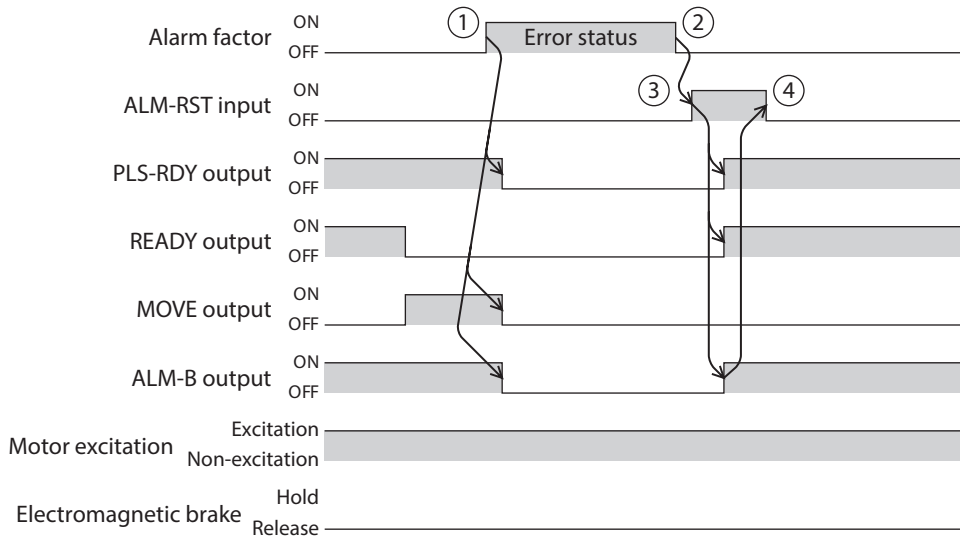 Alarm factor ON OFF ① Error status ②
ALM-RST input ON OFF ③ ④
PLS-RDY output ON OFF
READY output ON OFF
MOVE output ON OFF
ALM-B output ON OFF
Motor excitation Excitation Non-excitation
Electromagnetic brake Hold Release